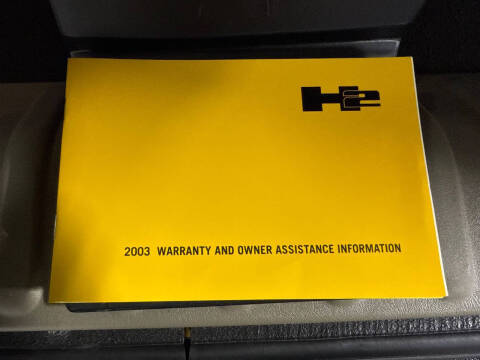 H2
2003 WARRANTY AND OWNER ASSISTANCE INFORMATION